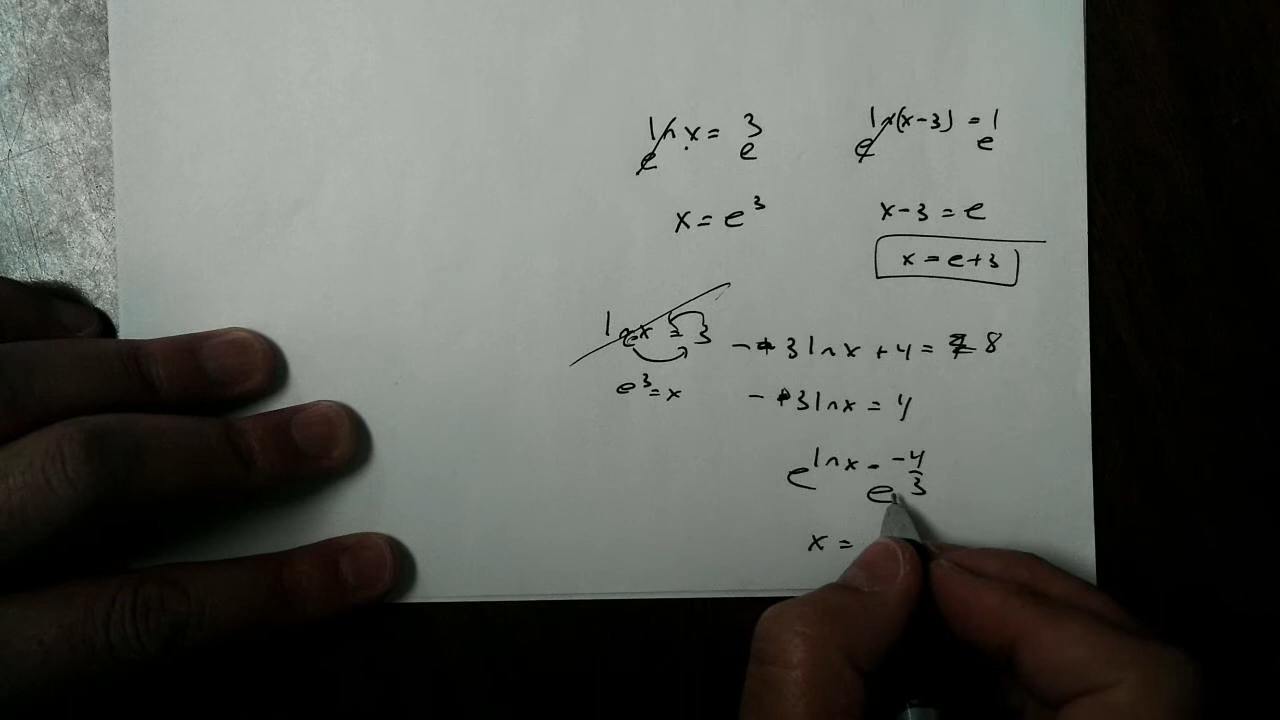 ln x = 3
e e
x = e³
ln(x-3) = 1
e e
x-3 = e
x = e+3
ln x = 3
e
e³ = x
-3 ln x + 4 = 8
-3 ln x = 4
e^ln x = e^-4/3
x =